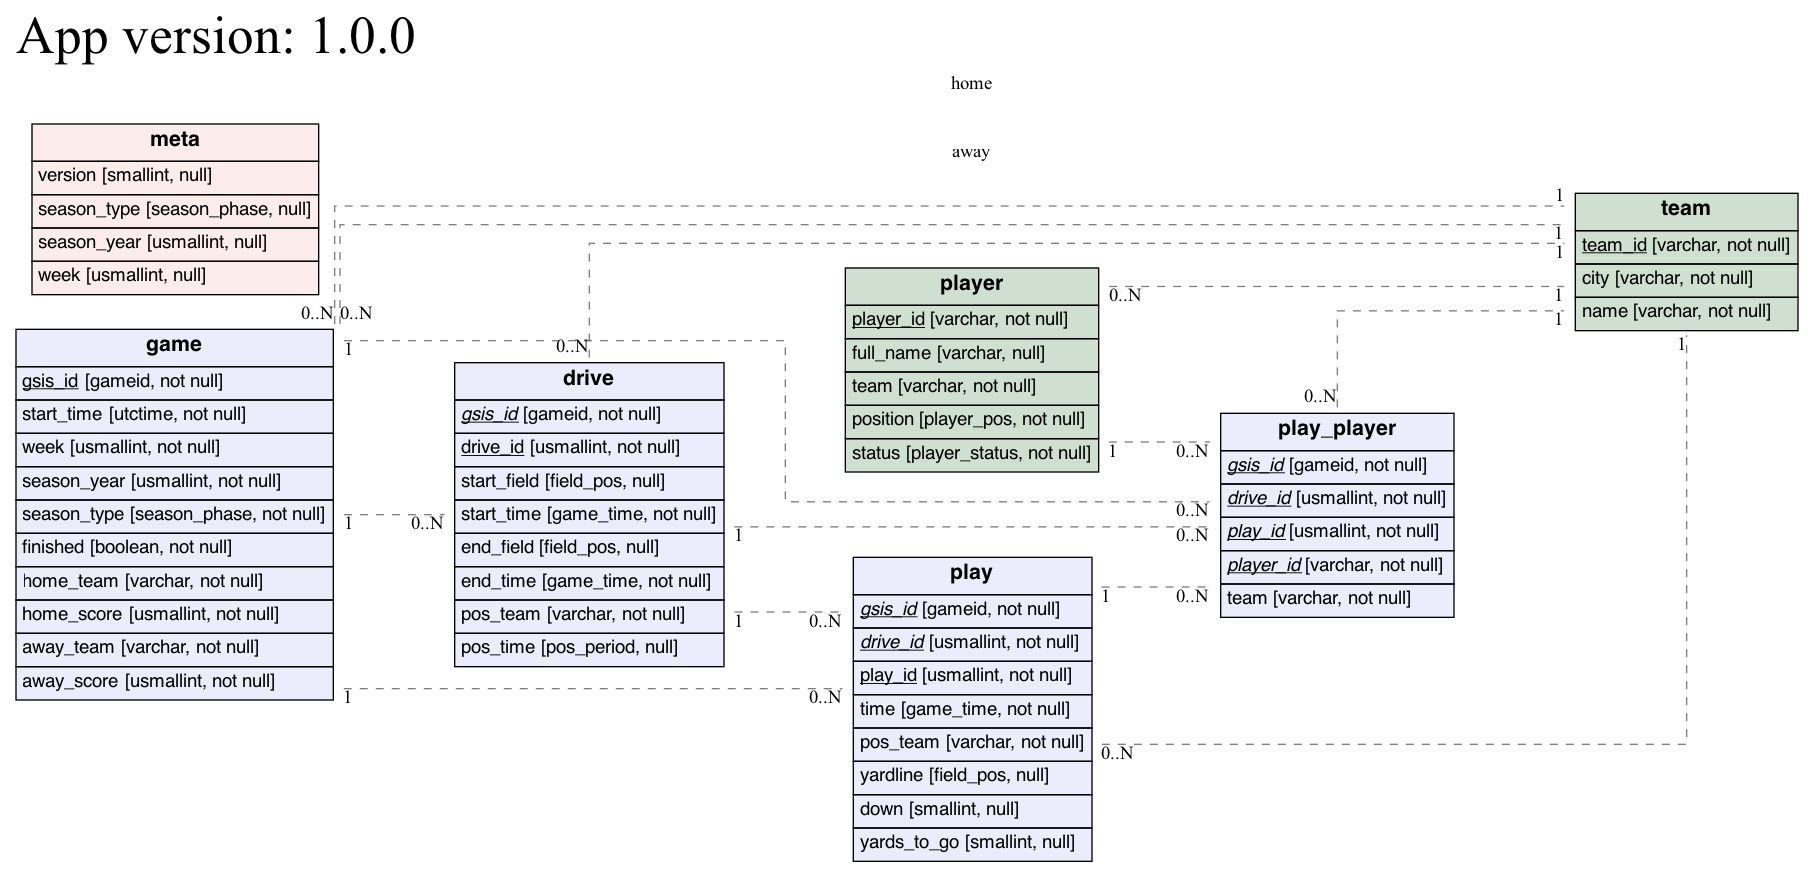 App version: 1.0.0
home
away
meta
version [smallint, null]
season_type [season_phase, null]
season_year [usmallint, null]
week [usmallint, null]
0..N 0..N
game
gsis_id [gameid, not null]
start_time [utctime, not null]
week [usmallint, not null]
season_year [usmallint, not null]
season_type [season_phase, not null]
finished [boolean, not null]
home_team [varchar, not null]
home_score [usmallint, not null]
away_team [varchar, not null]
away_score [usmallint, not null]
1
1
0..N
1
0..N
0..N
drive
gsis_id [gameid, not null]
drive_id [usmallint, not null]
start_field [field_pos, null]
start_time [game_time, not null]
end_field [field_pos, null]
end_time [game_time, not null]
pos_team [varchar, not null]
pos_time [pos_period, null]
1
0..N
1
0..N
player
player_id [varchar, not null]
full_name [varchar, null]
team [varchar, not null]
position [player_pos, not null]
status [player_status, not null]
0..N
1
0..N
play
gsis_id [gameid, not null]
drive_id [usmallint, not null]
play_id [usmallint, not null]
time [game_time, not null]
pos_team [varchar, not null]
yardline [field_pos, null]
down [smallint, null]
yards_to_go [smallint, null]
1
0..N
0..N
0..N
0..N
play_player
gsis_id [gameid, not null]
drive_id [usmallint, not null]
play_id [usmallint, not null]
player_id [varchar, not null]
team [varchar, not null]
1
1
1
1
1
1
team
team_id [varchar, not null]
city [varchar, not null]
name [varchar, not null]